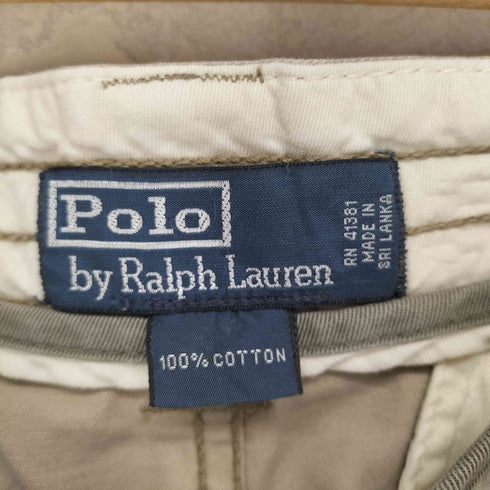 Polo
by Ralph Lauren
RN 41381
MADE IN
SRI LANKA
100% COTTON